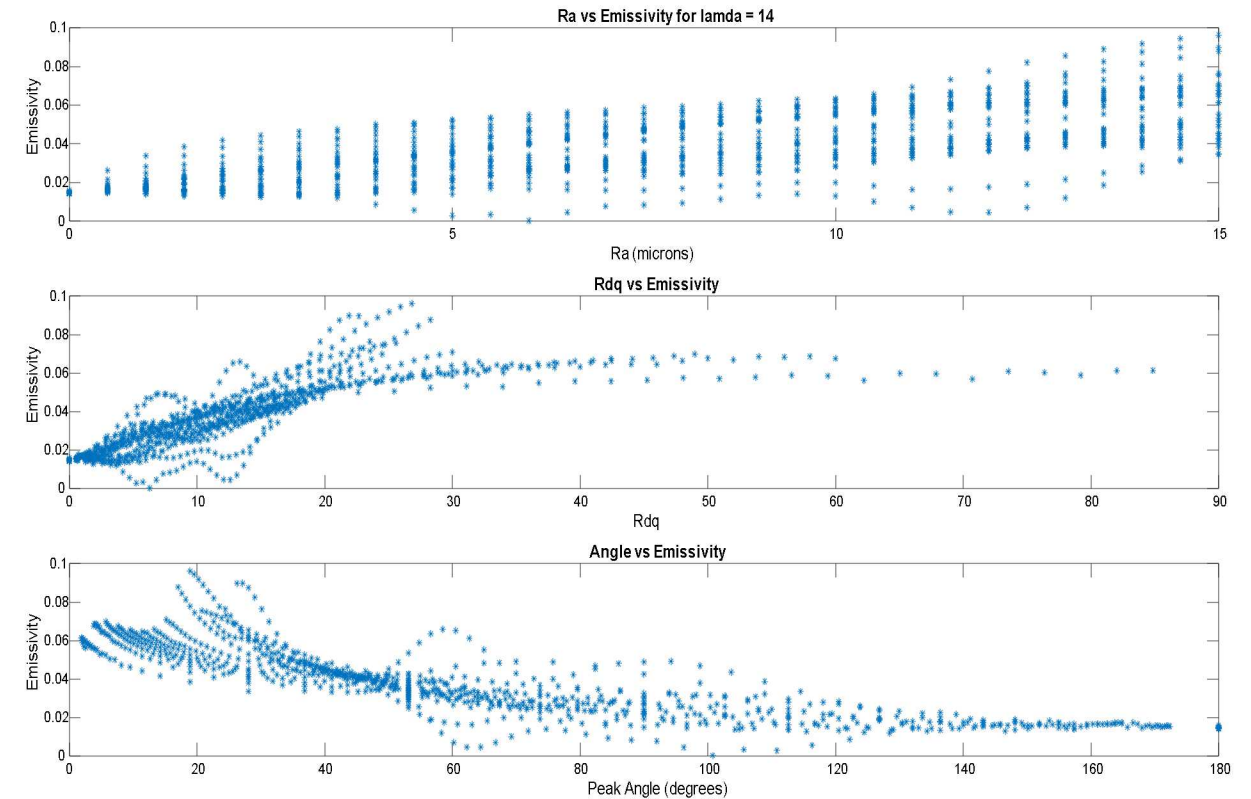 Ra vs Emissivity for lamda = 14
0.1
0.08
0.06
0.04
0.02
0
Emissivity
0 5 10 15
Ra (microns)
Rdq vs Emissivity
0.1
0.08
0.06
0.04
0.02
0
Emissivity
0 10 20 30 40 50 60 70 80 90
Rdq
Angle vs Emissivity
0.1
0.08
0.06
0.04
0.02
0
Emissivity
0 20 40 60 80 100 120 140 160 180
Peak Angle (degrees)